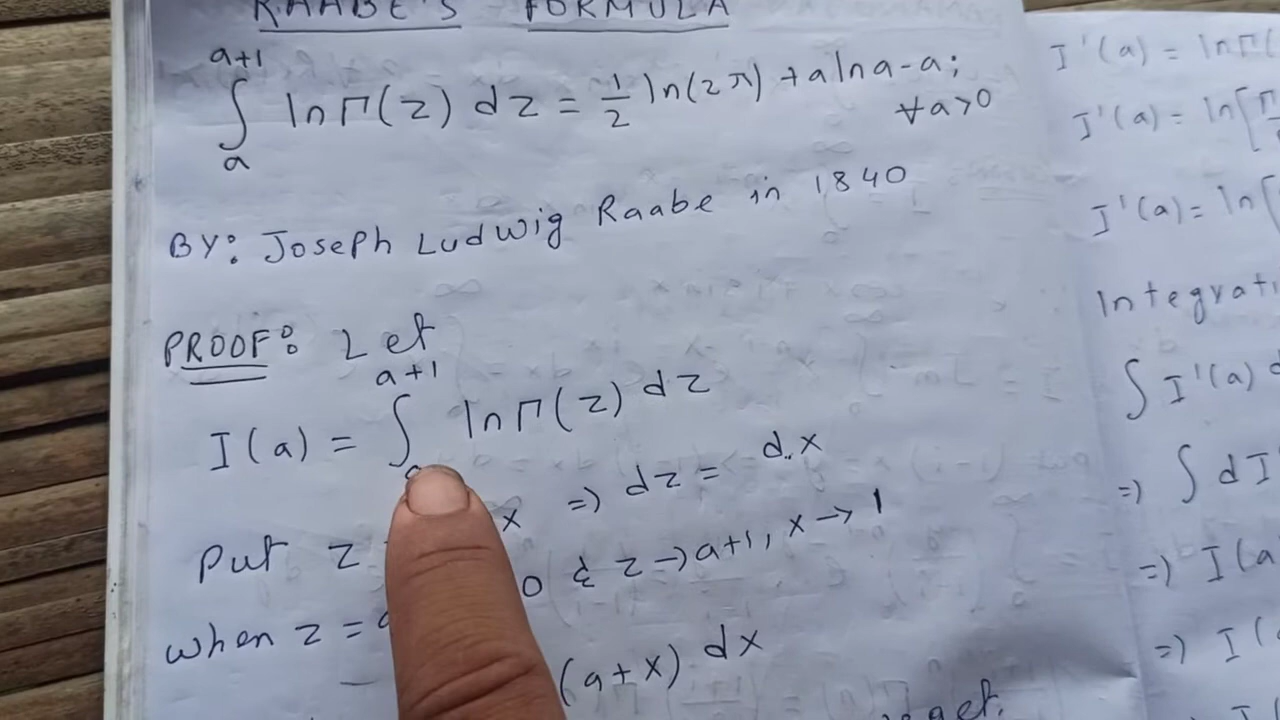 RAABE'S FORMULA
a+1
∫ ln Γ(z) dz = 1/2 ln(2π) + a ln a - a;
a
∀ a>0
BY: Joseph Ludwig Raabe in 1840
PROOF: Let
a+1
I(a) = ∫ ln Γ(z) dz
Put z x => dz = dx
when z = 0 & z → a+1, x → 1
(a+x) dx
I'(a) = ln Γ(
I'(a) = ln[
I'(a) = ln[
Integrati
∫ I'(a) d
=> ∫ dI
=> I(a
=> I(